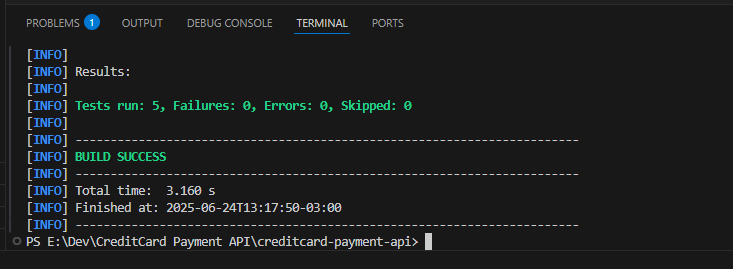 PROBLEMS 1 OUTPUT DEBUG CONSOLE TERMINAL PORTS
[INFO]
[INFO] Results:
[INFO]
[INFO] Tests run: 5, Failures: 0, Errors: 0, Skipped: 0
[INFO]
[INFO] ------------------------------------------------------------------------
[INFO] BUILD SUCCESS
[INFO] ------------------------------------------------------------------------
[INFO] Total time:  3.160 s
[INFO] Finished at: 2025-06-24T13:17:50-03:00
[INFO] ------------------------------------------------------------------------
PS E:\Dev\CreditCard Payment API\creditcard-payment-api>